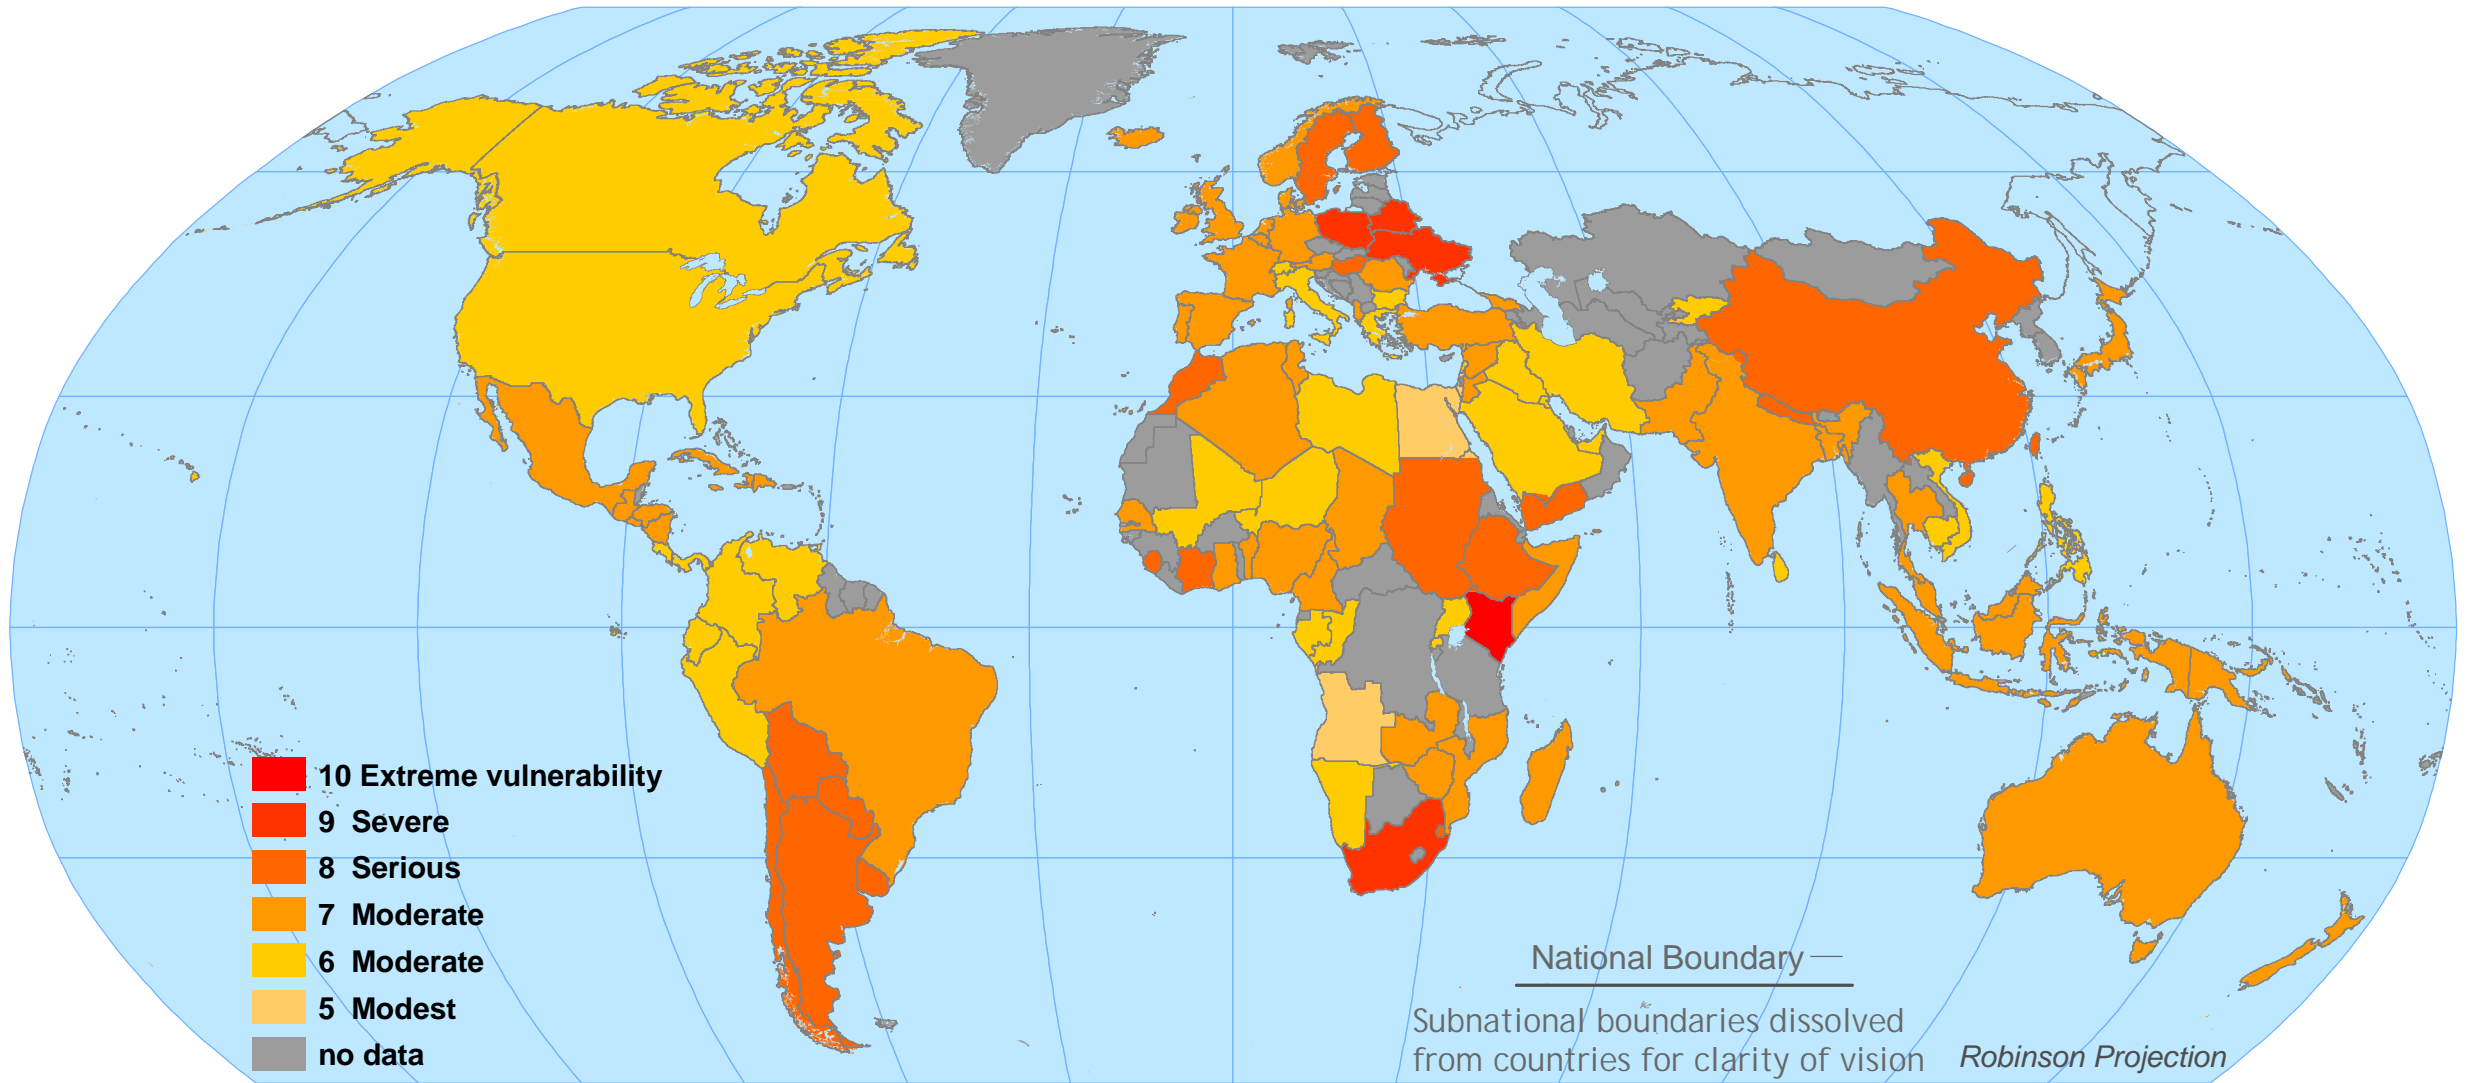 10 Extreme vulnerability
9 Severe
8 Serious
7 Moderate
6 Moderate
5 Modest
no data
National Boundary
Subnational boundaries dissolved
from countries for clarity of vision
Robinson Projection